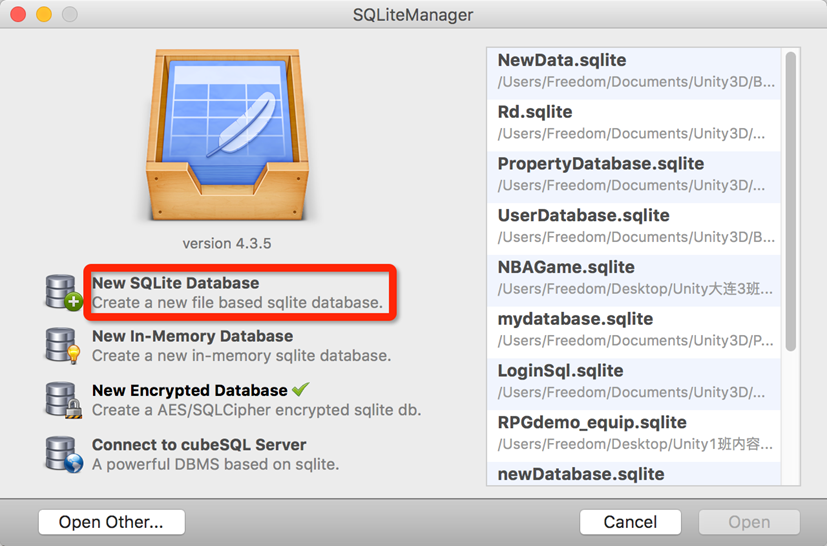 SQLiteManager
version 4.3.5
New SQLite Database
Create a new file based sqlite database.
New In-Memory Database
Create a new in-memory sqlite database.
New Encrypted Database
Create a AES/SQLCipher encrypted sqlite db.
Connect to cubeSQL Server
A powerful DBMS based on sqlite.
NewData.sqlite
/Users/Freedom/Documents/Unity3D/B...
Rd.sqlite
/Users/Freedom/Documents/Unity3D/...
PropertyDatabase.sqlite
/Users/Freedom/Documents/Unity3D/...
UserDatabase.sqlite
/Users/Freedom/Documents/Unity3D/B...
NBAGame.sqlite
/Users/Freedom/Desktop/Unity大连3班...
mydatabase.sqlite
/Users/Freedom/Documents/Unity3D/P...
LoginSql.sqlite
/Users/Freedom/Documents/Unity3D/...
RPGdemo_equip.sqlite
/Users/Freedom/Desktop/Unity1班内容...
newDatabase.sqlite
Open Other...
Cancel
Open